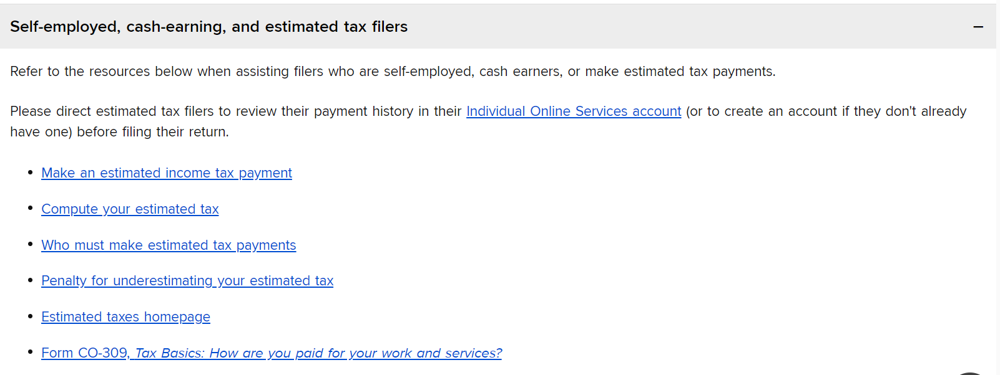 Self-employed, cash-earning, and estimated tax filers
Refer to the resources below when assisting filers who are self-employed, cash earners, or make estimated tax payments.
Please direct estimated tax filers to review their payment history in their Individual Online Services account (or to create an account if they don't already
have one) before filing their return.
• Make an estimated income tax payment
• Compute your estimated tax
• Who must make estimated tax payments
• Penalty for underestimating your estimated tax
• Estimated taxes homepage
• Form CO-309, Tax Basics: How are you paid for your work and services?